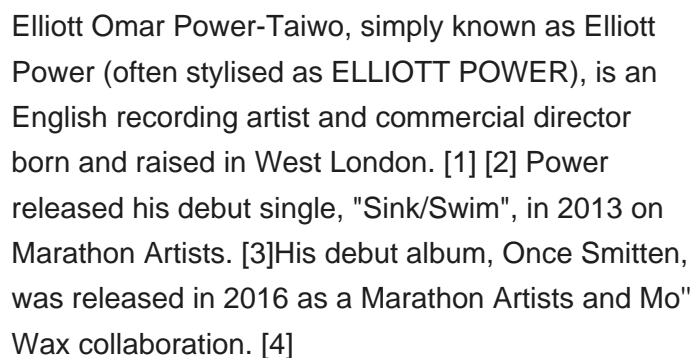 Elliott Omar Power-Taiwo, simply known as Elliott
Power (often stylised as ELLIOTT POWER), is an
English recording artist and commercial director
born and raised in West London. [1] [2] Power
released his debut single, "Sink/Swim", in 2013 on
Marathon Artists. [3]His debut album, Once Smitten,
was released in 2016 as a Marathon Artists and Mo"
Wax collaboration. [4]